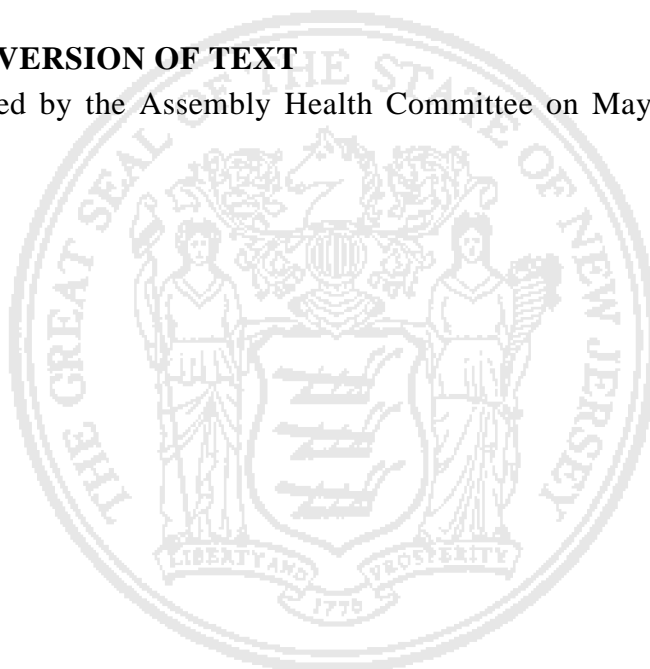 VERSION OF TEXT
ed by the Assembly Health Committee on May
THE GREAT SEAL OF THE STATE OF NEW JERSEY
LIBERTY AND PROSPERITY
1776